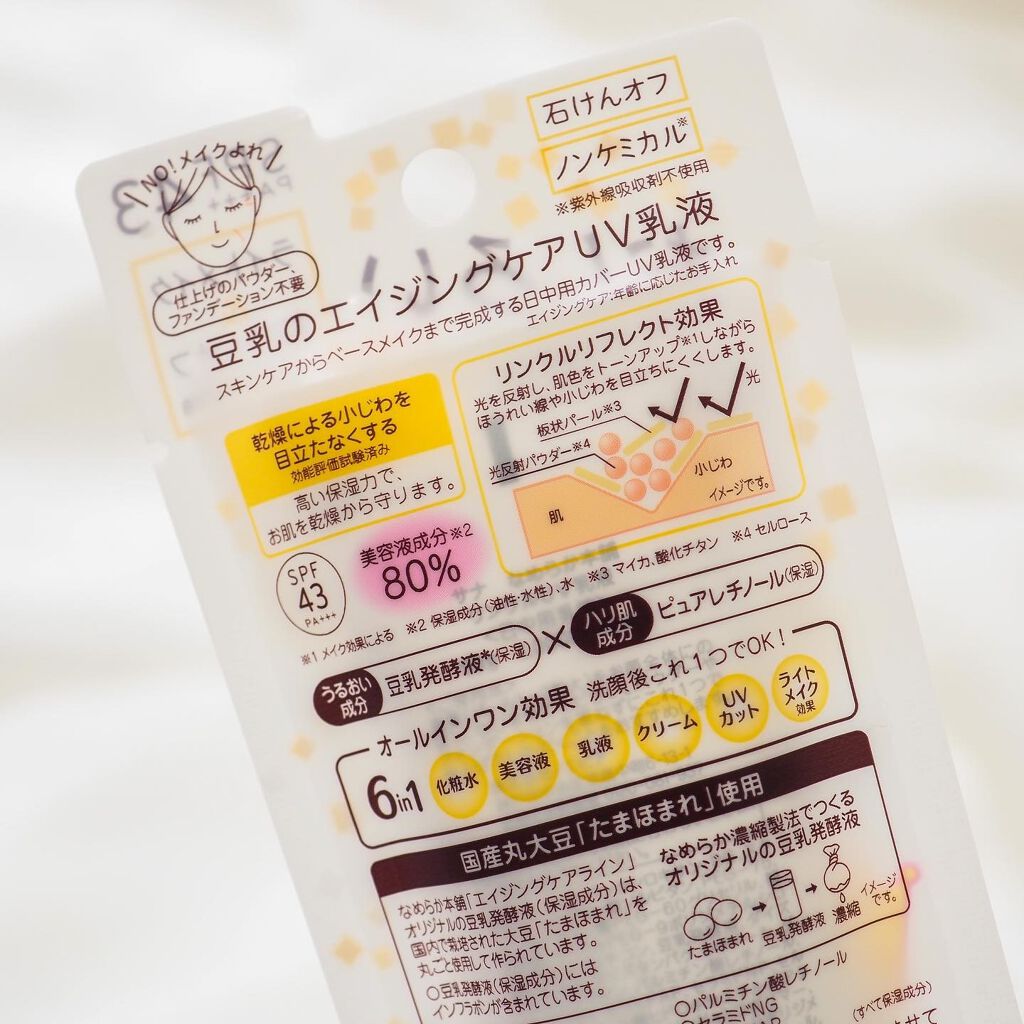 NO!メイクよれ
仕上げのパウダー、
ファンデーション不要
石けんオフ
ノンケミカル※
※紫外線吸収剤不使用
豆乳のエイジングケアUV乳液
スキンケアからベースメイクまで完成する日中用カバーUV乳液です。
エイジングケア:年齢に応じたお手入れ
乾燥による小じわを
目立たなくする
効能評価試験済み
高い保湿力で、
お肌を乾燥から守ります。
リンクルリフレクト効果
光を反射し、肌色をトーンアップ※1しながら
ほうれい線や小じわを目立ちにくくします。
光
板状パール※3
光反射パウダー※4
小じわ
肌
イメージです。
SPF
43
PA+++
美容液成分※2
80%
※1 メイク効果による ※2 保湿成分(油性・水性)、水 ※3 マイカ、酸化チタン ※4 セルロース
うるおい
成分
豆乳発酵液*(保湿)
×
ハリ肌
成分
ピュアレチノール(保湿)
オールインワン効果 洗顔後これ1つでOK!
6in1
化粧水
美容液
乳液
クリーム
UV
カット
ライト
メイク
効果
国産丸大豆「たまほまれ」使用
なめらか本舗「エイジングケアライン」
オリジナルの豆乳発酵液(保湿成分)は、
国内で栽培された大豆「たまほまれ」を
丸ごと使用して作られています。
○豆乳発酵液(保湿成分)には
イソフラボンが含まれています。
なめらか濃縮製法でつくる
オリジナルの豆乳発酵液
たまほまれ
豆乳発酵液
濃縮
イメージ
です。
○パルミチン酸レチノール
○セラミドNG
(すべて保湿成分)